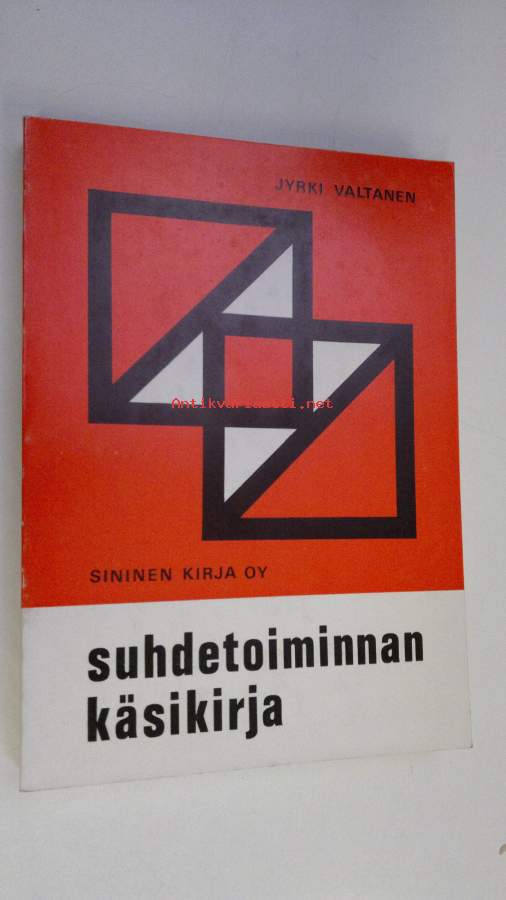 JYRKI VALTANEN
Antikvariaatti.net
SININEN KIRJA OY
suhdetoiminnan
käsikirja